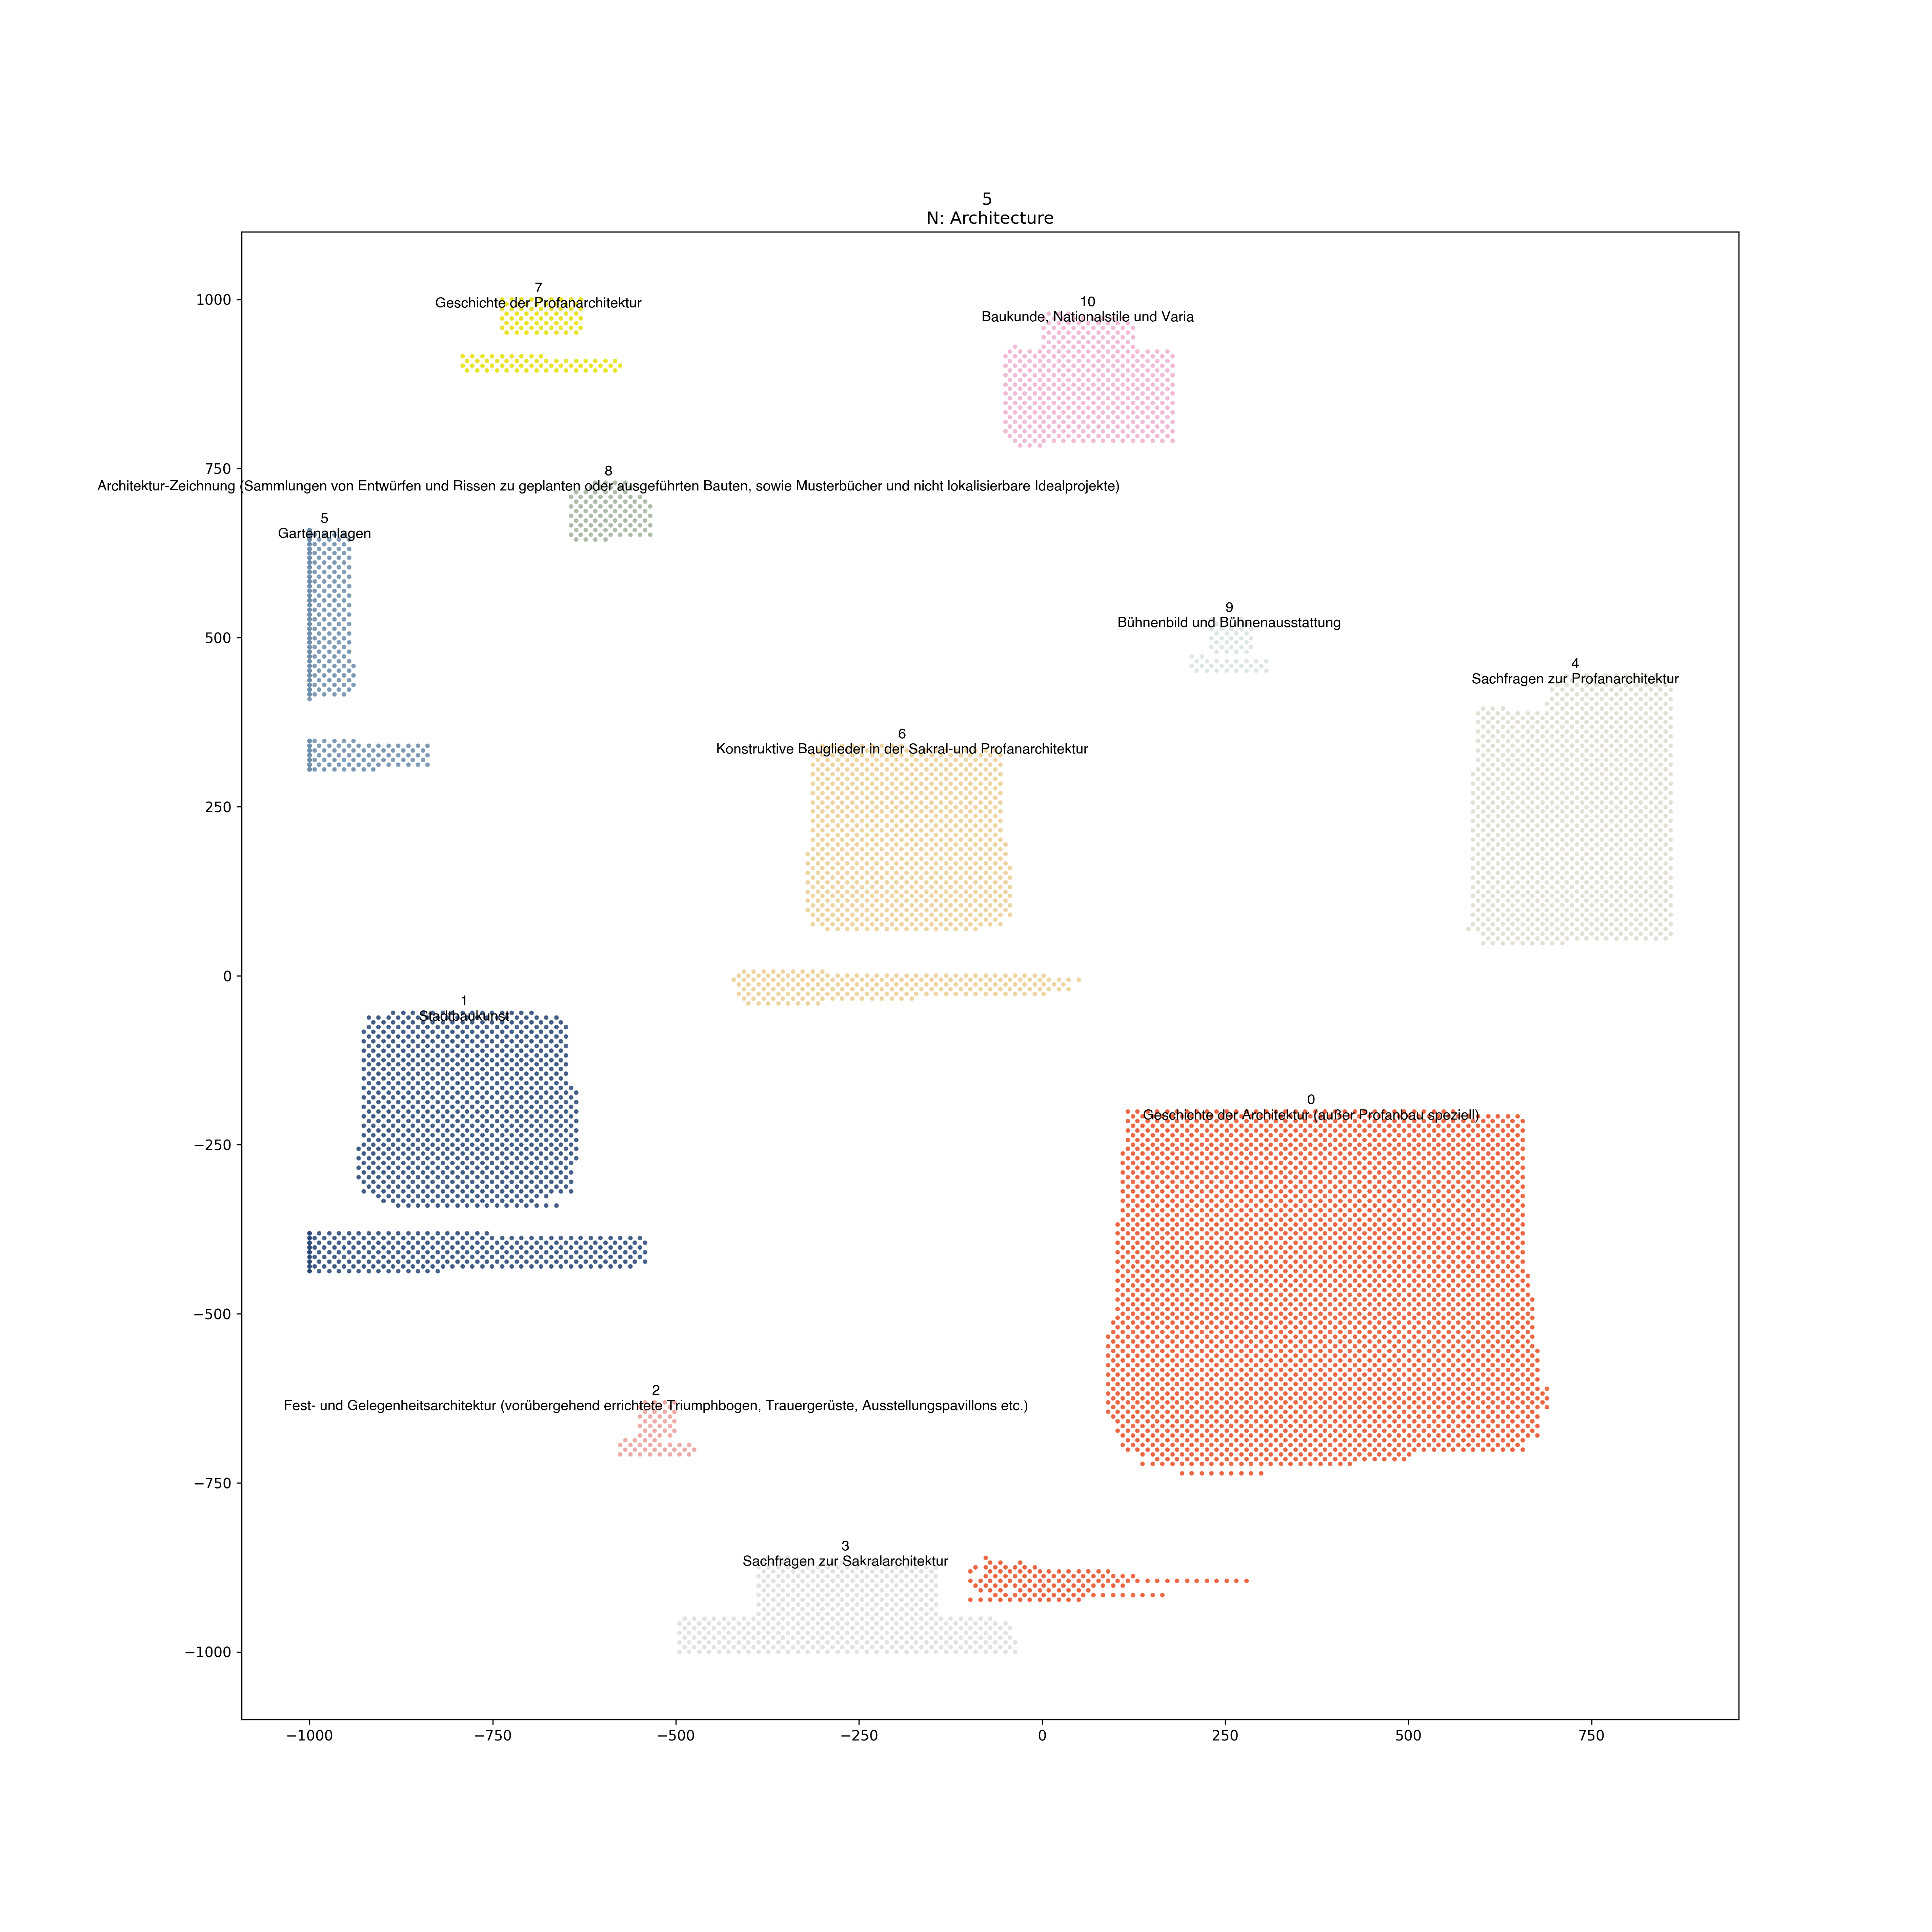 5
N: Architecture
7
Geschichte der Profanarchitektur
10
Baukunde, Nationalstile und Varia
1000
750
8
Architektur-Zeichnung (Sammlungen von Entwürfen und Rissen zu geplanten oder ausgeführten Bauten, sowie Musterbücher und nicht lokalisierbare Idealprojekte)
5
Gartenanlagen
9
Bühnenbild und Bühnenausstattung
500
4
Sachfragen zur Profanarchitektur
6
Konstruktive Bauglieder in der Sakral-und Profanarchitektur
250
0
1
Stadtbaukunst
0
Geschichte der Architektur (außer Profanbau speziell)
−250
−500
2
Fest- und Gelegenheitsarchitektur (vorübergehend errichtete Triumphbogen, Trauergerüste, Ausstellungspavillons etc.)
−750
3
Sachfragen zur Sakralarchitektur
−1000
−1000 −750 −500 −250 0 250 500 750